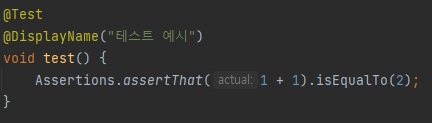 @Test
@DisplayName("테스트 예시")
void test() {
    Assertions.assertThat( actual: 1 + 1).isEqualTo(2);
}